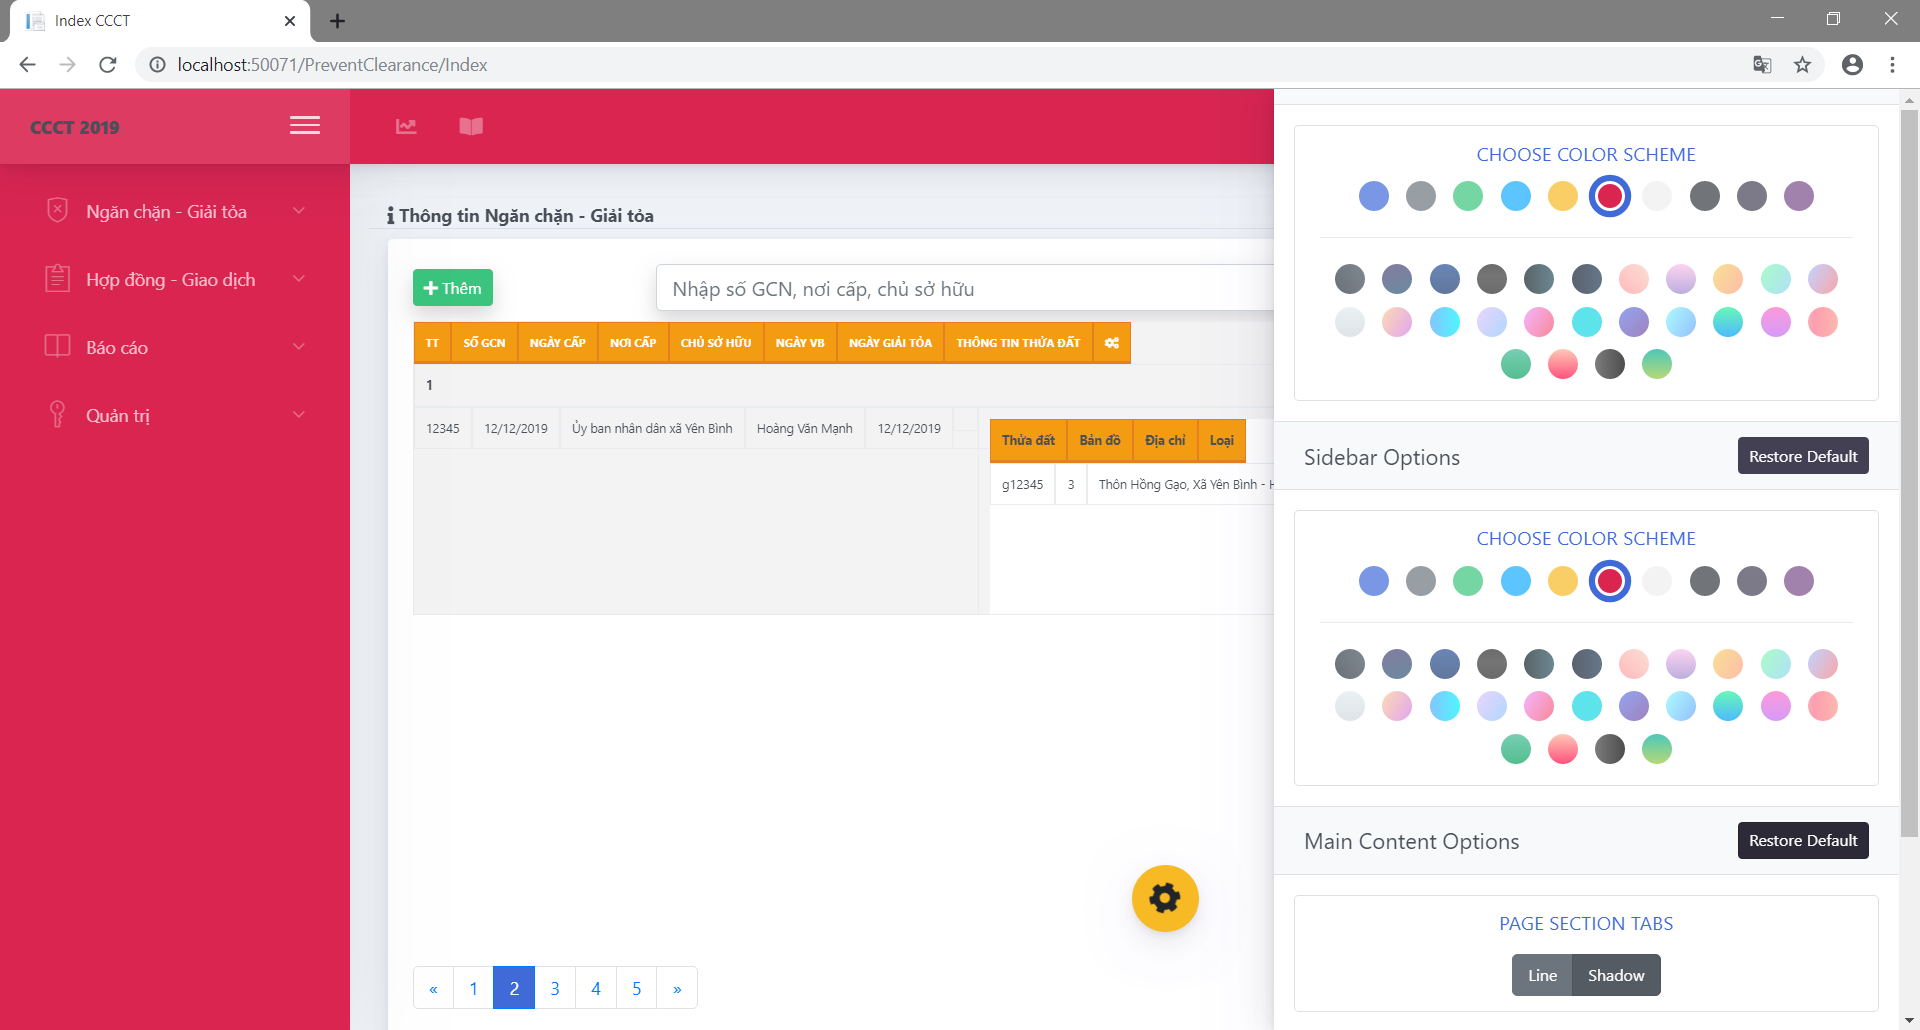 Index CCCT
localhost:50071/PreventClearance/Index
CCCT 2019
Ngăn chặn - Giải tỏa
Hợp đồng - Giao dịch
Báo cáo
Quản trị
Thông tin Ngăn chặn - Giải tỏa
Thêm
Nhập số GCN, nơi cấp, chủ sở hữu
TT SỐ GCN NGÀY CẤP NƠI CẤP CHỦ SỞ HỮU NGÀY VB NGÀY GIẢI TỎA THÔNG TIN THỬA ĐẤT
1
12345 12/12/2019 Ủy ban nhân dân xã Yên Bình Hoàng Văn Mạnh 12/12/2019
Thửa đất Bản đồ Địa chỉ Loại
g12345 3 Thôn Hồng Gạo, Xã Yên Bình - H
« 1 2 3 4 5 »
CHOOSE COLOR SCHEME
Sidebar Options
Restore Default
CHOOSE COLOR SCHEME
Main Content Options
Restore Default
PAGE SECTION TABS
Line Shadow